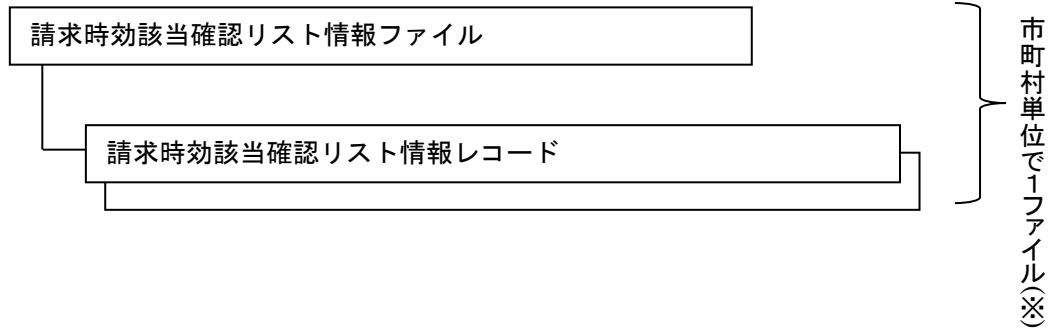 請求時効該当確認リスト情報ファイル
請求時効該当確認リスト情報レコード
市町村単位で1ファイル(※)